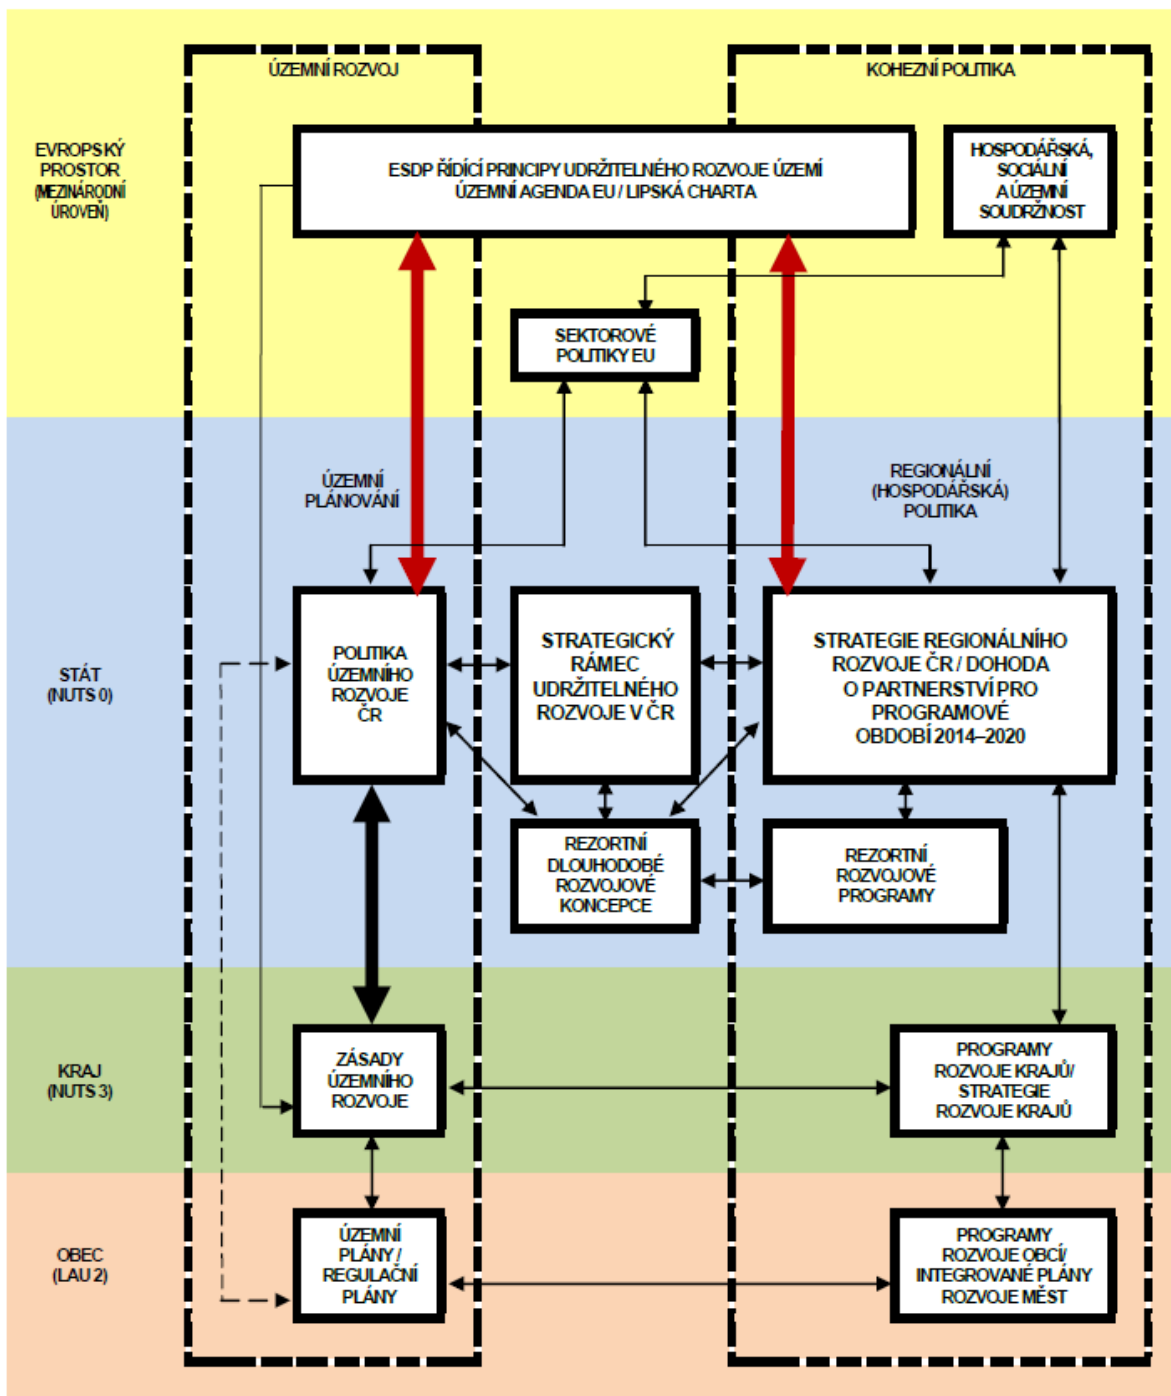 ÚZEMNÍ ROZVOJ
KOHEZNÍ POLITIKA
EVROPSKÝ
PROSTOR
(MEZINÁRODNÍ
ÚROVEŇ)
ESDP ŘÍDÍCÍ PRINCIPY UDRŽITELNÉHO ROZVOJE ÚZEMÍ
ÚZEMNÍ AGENDA EU / LIPSKÁ CHARTA
HOSPODÁŘSKÁ,
SOCIÁLNÍ
A ÚZEMNÍ
SOUDRŽNOST
SEKTOROVÉ
POLITIKY EU
ÚZEMNÍ
PLÁNOVÁNÍ
REGIONÁLNÍ
(HOSPODÁŘSKÁ)
POLITIKA
STÁT
(NUTS 0)
POLITIKA
ÚZEMNÍHO
ROZVOJE
ČR
STRATEGICKÝ
RÁMEC
UDRŽITELNÉHO
ROZVOJE V ČR
STRATEGIE REGIONÁLNÍHO
ROZVOJE ČR / DOHODA
O PARTNERSTVÍ PRO
PROGRAMOVÉ
OBDOBÍ 2014–2020
REZORTNÍ
DLOUHODOBÉ
ROZVOJOVÉ
KONCEPCE
REZORTNÍ
ROZVOJOVÉ
PROGRAMY
KRAJ
(NUTS 3)
ZÁSADY
ÚZEMNÍHO
ROZVOJE
PROGRAMY
ROZVOJE KRAJŮ/
STRATEGIE
ROZVOJE KRAJŮ
OBEC
(LAU 2)
ÚZEMNÍ
PLÁNY /
REGULAČNÍ
PLÁNY
PROGRAMY
ROZVOJE OBCÍ/
INTEGROVANÉ PLÁNY
ROZVOJE MĚST